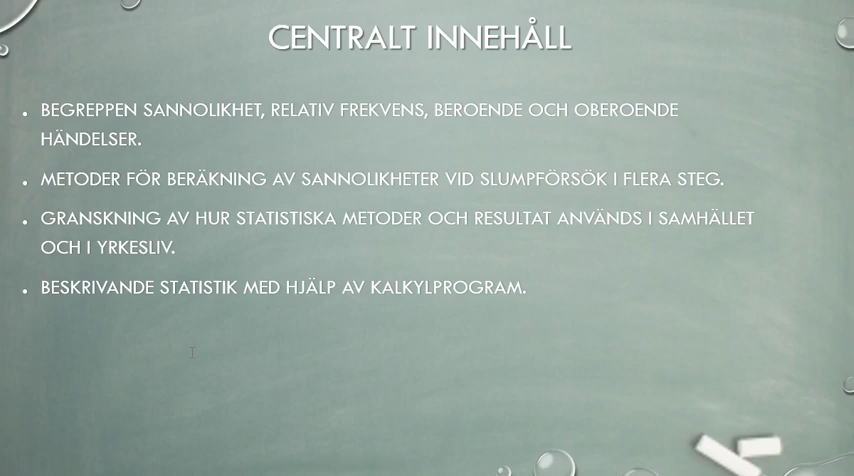 CENTRALT INNEHÅLL
• BEGREPPEN SANNOLIKHET, RELATIV FREKVENS, BEROENDE OCH OBEROENDE
HÄNDELSER.
• METODER FÖR BERÄKNING AV SANNOLIKHETER VID SLUMPFÖRSÖK I FLERA STEG.
• GRANSKNING AV HUR STATISTISKA METODER OCH RESULTAT ANVÄNDS I SAMHÄLLET
OCH I YRKESLIV.
• BESKRIVANDE STATISTIK MED HJÄLP AV KALKYLPROGRAM.